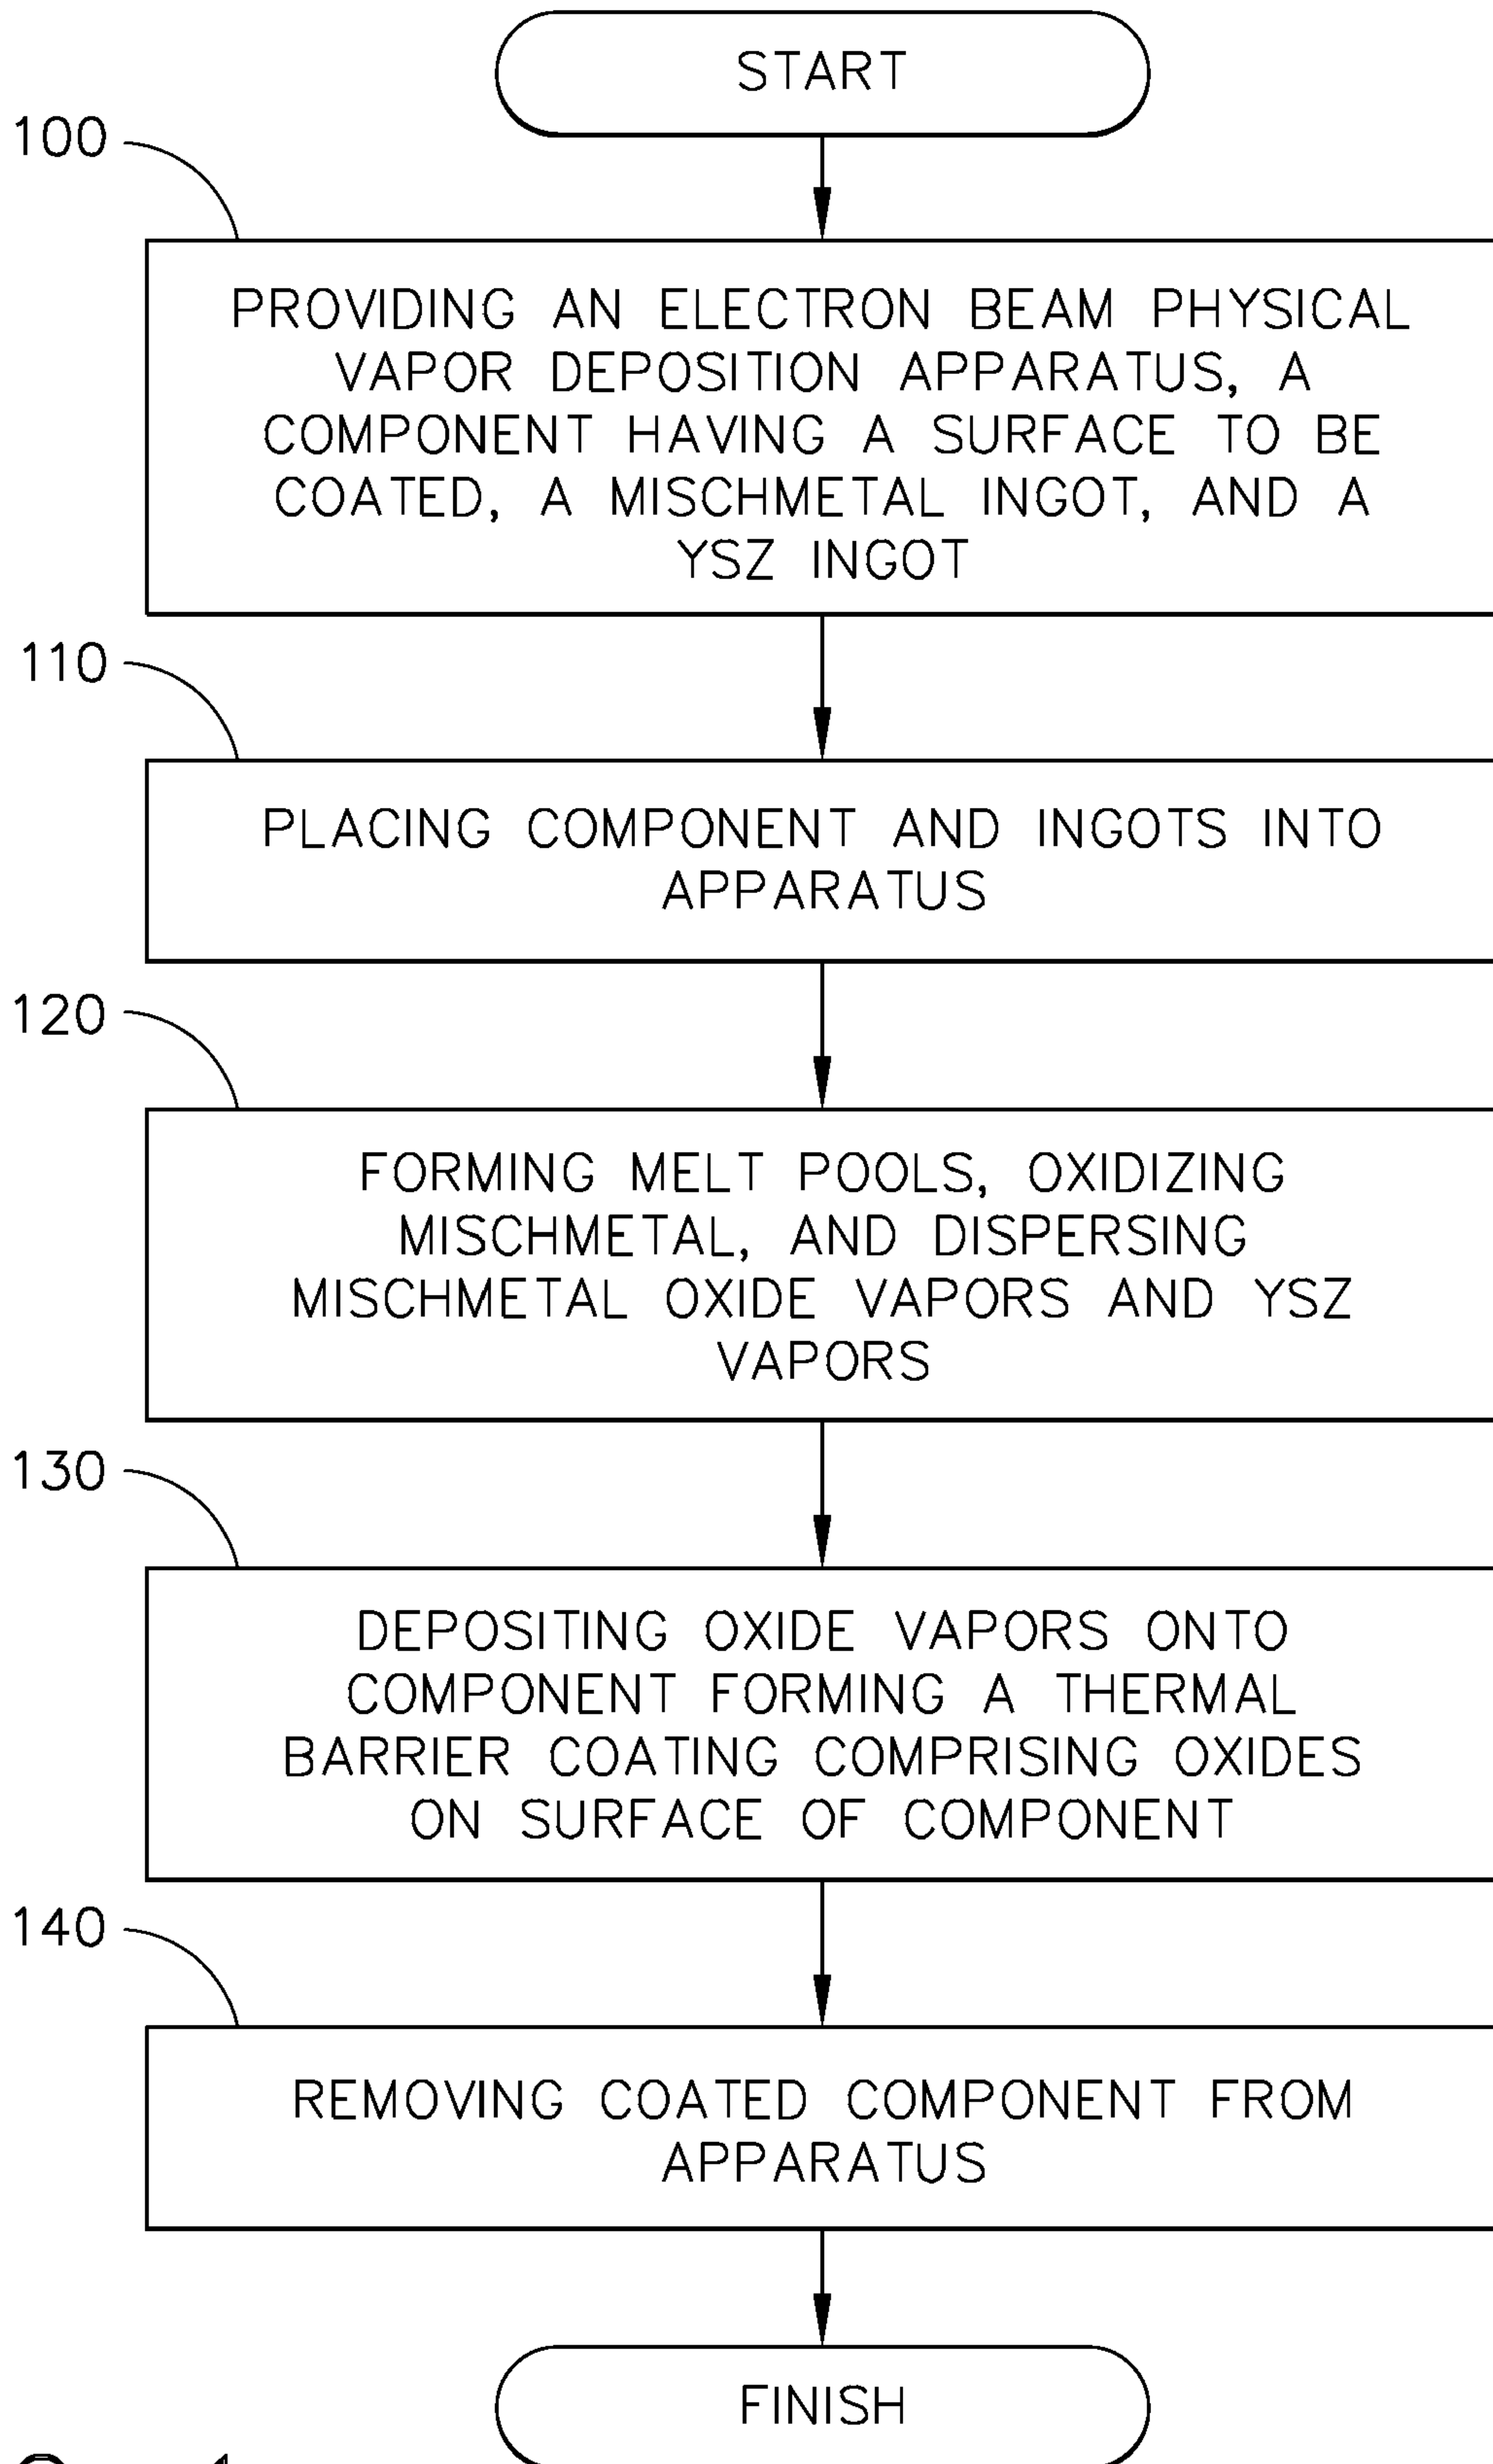 START
100
PROVIDING AN ELECTRON BEAM PHYSICAL
VAPOR DEPOSITION APPARATUS, A
COMPONENT HAVING A SURFACE TO BE
COATED, A MISCHMETAL INGOT, AND A
YSZ INGOT
110
PLACING COMPONENT AND INGOTS INTO
APPARATUS
120
FORMING MELT POOLS, OXIDIZING
MISCHMETAL, AND DISPERSING
MISCHMETAL OXIDE VAPORS AND YSZ
VAPORS
130
DEPOSITING OXIDE VAPORS ONTO
COMPONENT FORMING A THERMAL
BARRIER COATING COMPRISING OXIDES
ON SURFACE OF COMPONENT
140
REMOVING COATED COMPONENT FROM
APPARATUS
FINISH